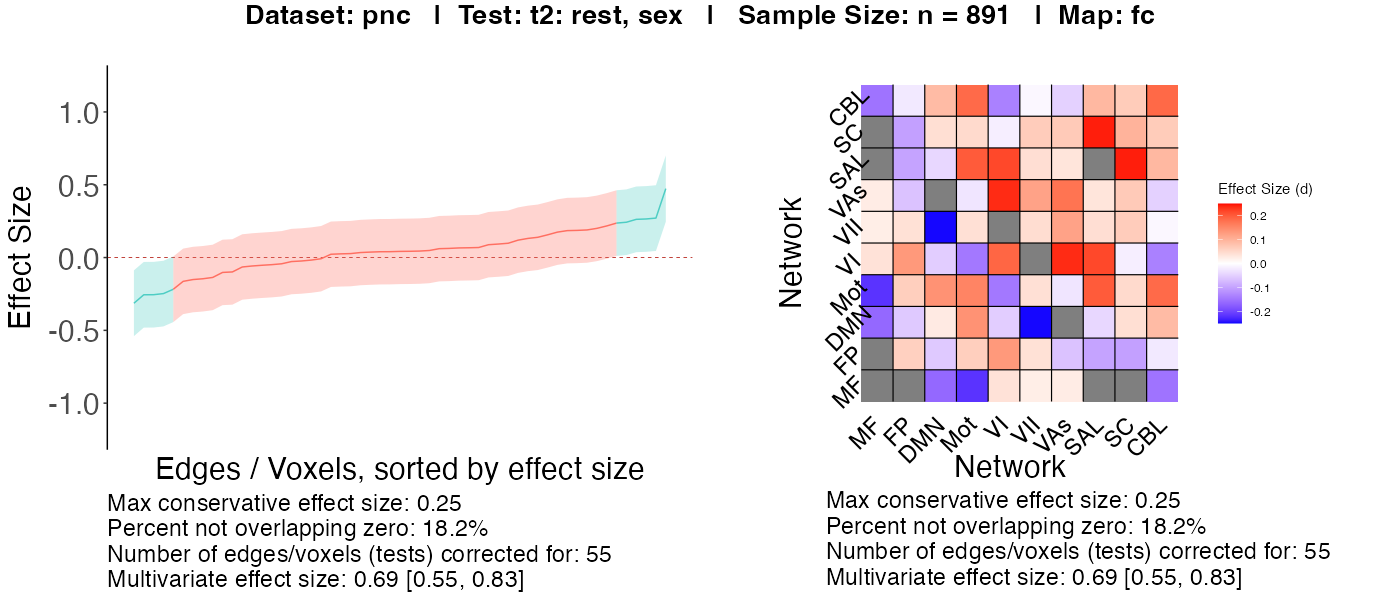 Dataset: pnc | Test: t2: rest, sex | Sample Size: n = 891 | Map: fc
Effect Size
1.0
0.5
0.0
-0.5
-1.0
Edges / Voxels, sorted by effect size
Max conservative effect size: 0.25
Percent not overlapping zero: 18.2%
Number of edges/voxels (tests) corrected for: 55
Multivariate effect size: 0.69 [0.55, 0.83]
Network
CBL
SC
SAL
VAs
VII
VI
Mot
DMN
FP
MF
MF FP DMN Mot VI VII VAs SAL SC CBL
Network
Effect Size (d)
0.2
0.1
0.0
-0.1
-0.2
Max conservative effect size: 0.25
Percent not overlapping zero: 18.2%
Number of edges/voxels (tests) corrected for: 55
Multivariate effect size: 0.69 [0.55, 0.83]